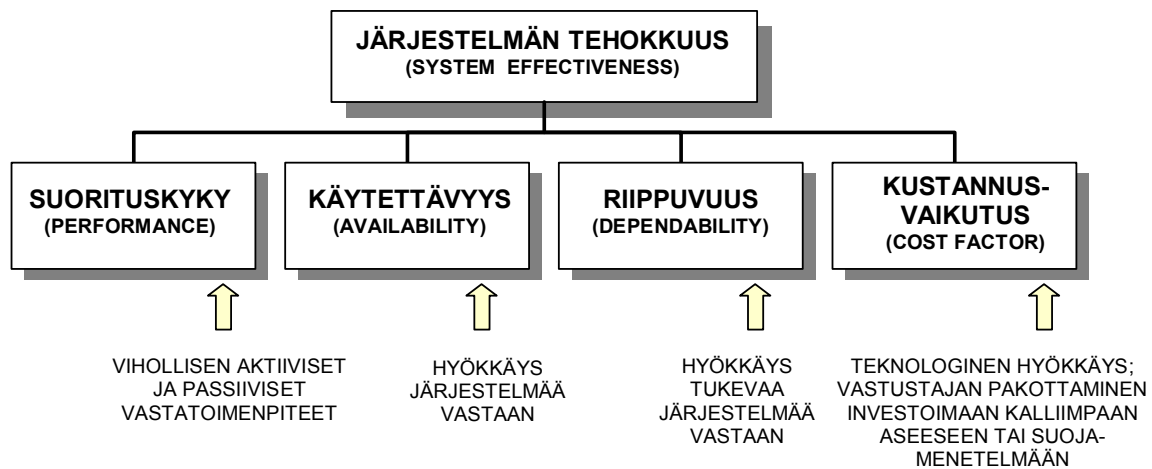 JÄRJESTELMÄN TEHOKKUUS
(SYSTEM EFFECTIVENESS)
SUORITUSKYKY
(PERFORMANCE)
KÄYTETTÄVYYS
(AVAILABILITY)
RIIPPUVUUS
(DEPENDABILITY)
KUSTANNUS-
VAIKUTUS
(COST FACTOR)
VIHOLLISEN AKTIIVISET
JA PASSIIVISET
VASTATOIMENPITEET
HYÖKKÄYS
JÄRJESTELMÄÄ
VASTAAN
HYÖKKÄYS
TUKEVAA
JÄRJESTELMÄÄ
VASTAAN
TEKNOLOGINEN HYÖKKÄYS;
VASTUSTAJAN PAKOTTAMINEN
INVESTOIMAAN KALLIIMPAAN
ASEESEEN TAI SUOJA-
MENETELMÄÄN